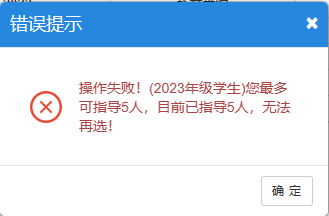 错误提示
操作失败！(2023年级学生)您最多
可指导5人，目前已指导5人，无法
再选！
确 定